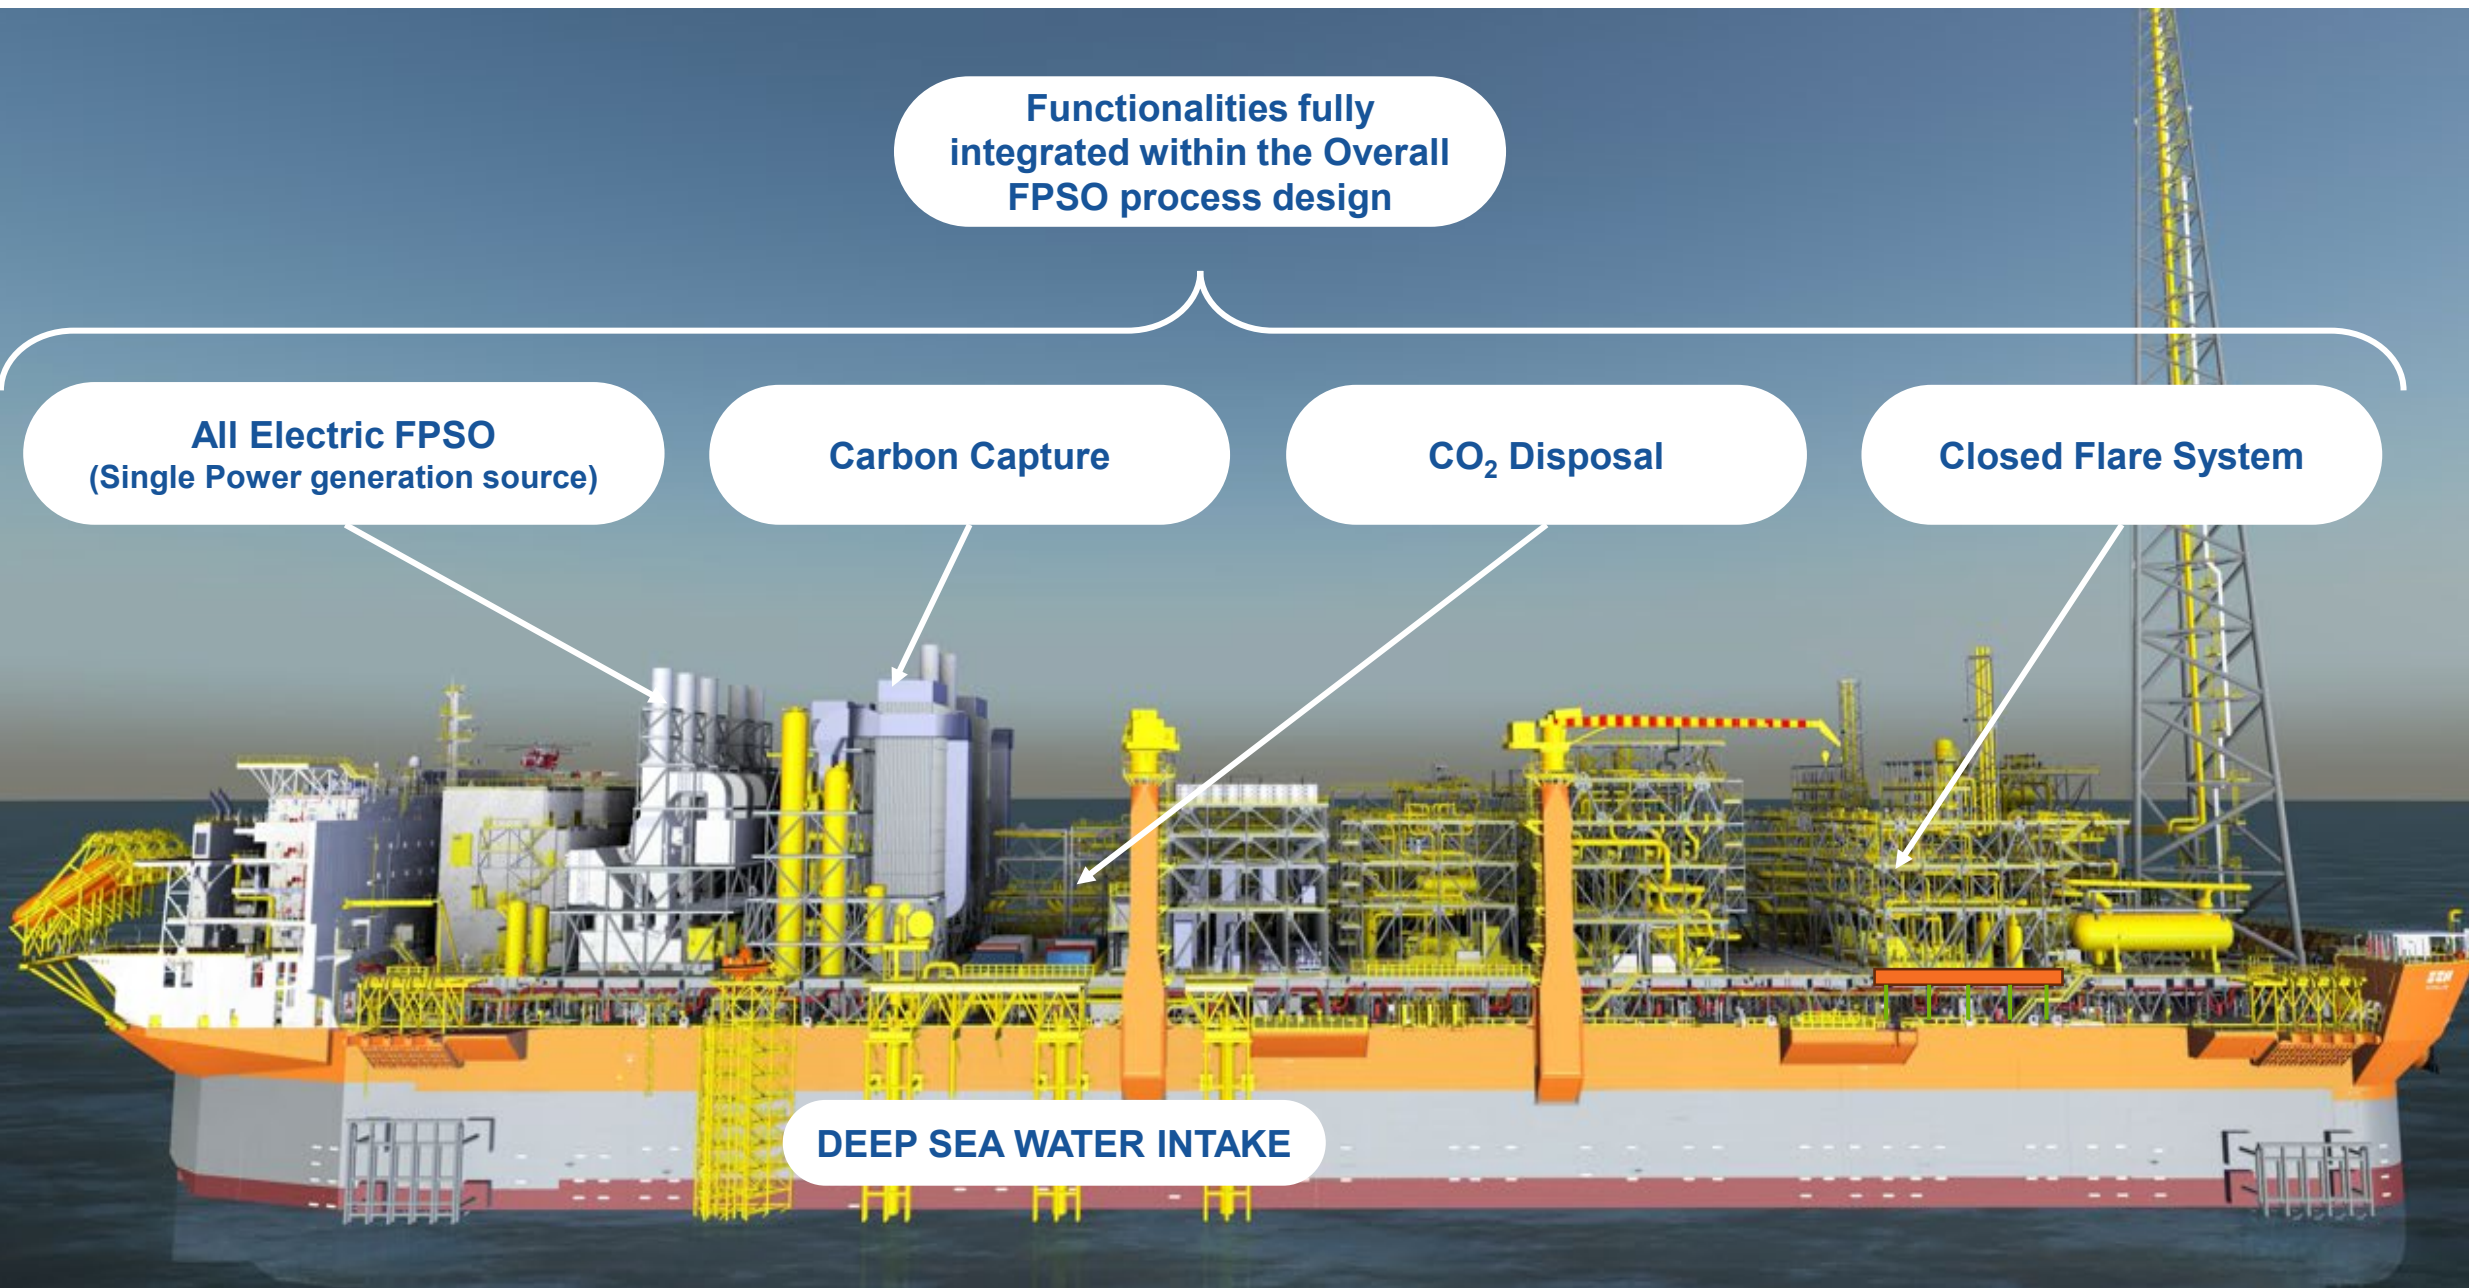 Functionalities fully
integrated within the Overall
FPSO process design
All Electric FPSO
(Single Power generation source)
Carbon Capture
CO₂ Disposal
Closed Flare System
DEEP SEA WATER INTAKE